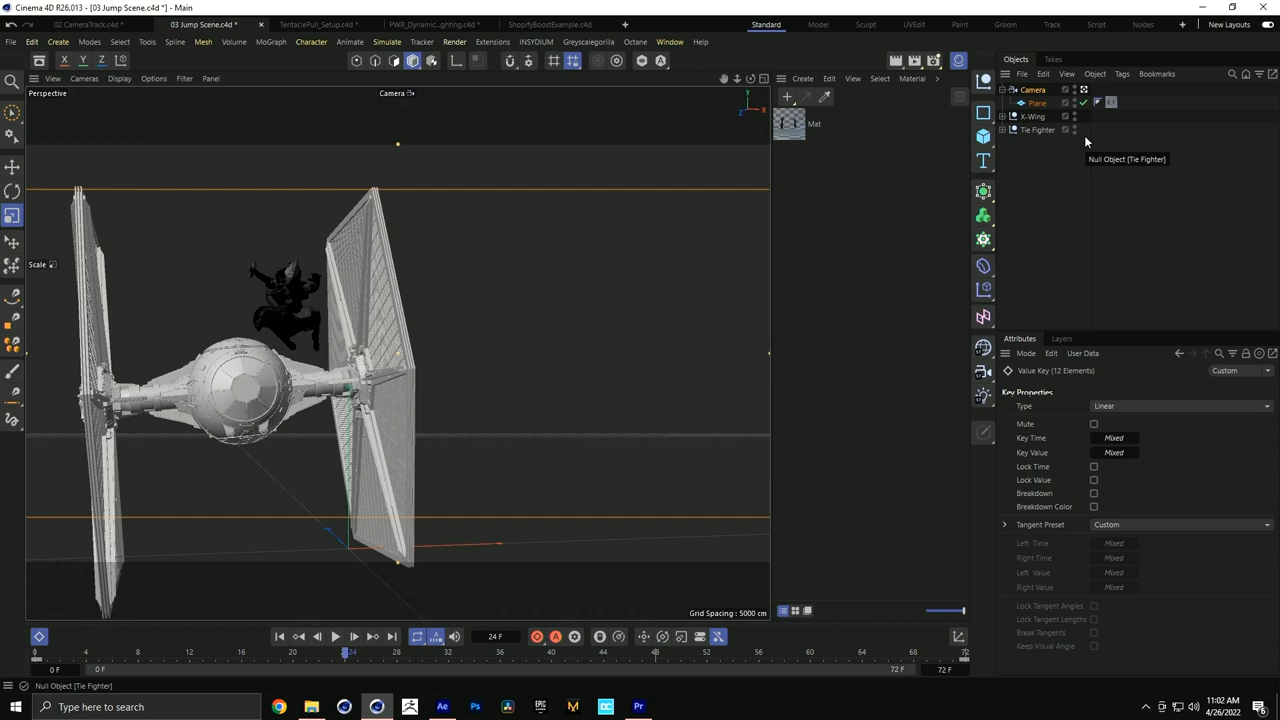 Cinema 4D R26.013 - [03 Jump Scene.c4d *] - Main
02 CameraTrack.c4d *
03 Jump Scene.c4d *
TentaclePull_Setup.c4d *
PWR_Dynamic...ghting.c4d *
ShopifyBoostExample.c4d
Standard
Model
Sculpt
UVEdit
Paint
Groom
Track
Script
Nodes
New Layouts
File Edit Create Modes Select Tools Spline Mesh Volume MoGraph Character Animate Simulate Tracker Render Extensions INSYDIUM Greyscalegorilla Octane Window Help
X Y Z
Objects Takes
View Cameras Display Options Filter Panel
Create Edit View Select Material
File Edit View Object Tags Bookmarks
Perspective
Camera
Y
X
Z
Mat
Camera
Plane
X-Wing
Tie Fighter
Null Object [Tie Fighter]
Scale
Grid Spacing : 5000 cm
Attributes Layers
Mode Edit User Data
Value Key (12 Elements)
Custom
Key Properties
Type Linear
Mute
Key Time Mixed
Key Value Mixed
Lock Time
Lock Value
Breakdown
Breakdown Color
Tangent Preset Custom
Left Time Mixed
Right Time Mixed
Left Value Mixed
Right Value Mixed
Lock Tangent Angles
Lock Tangent Lengths
Break Tangents
Keep Visual Angle
24 F
0 4 8 12 16 20 24 28 32 36 40 44 48 52 56 60 64 68 72
0 F
0 F
72 F
72 F
Null Object [Tie Fighter]
Type here to search
Ae
Ps
EPIC
M
DC
Pr
11:02 AM
4/26/2022